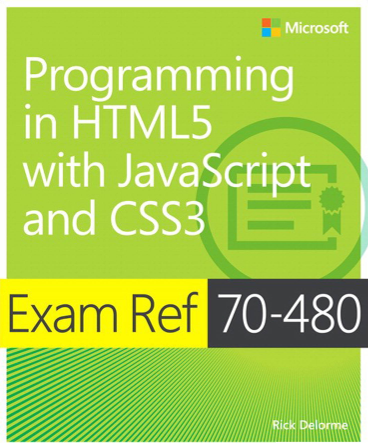 Microsoft
Programming
in HTML5
with JavaScript
and CSS3
Exam Ref 70-480
Rick Delorme